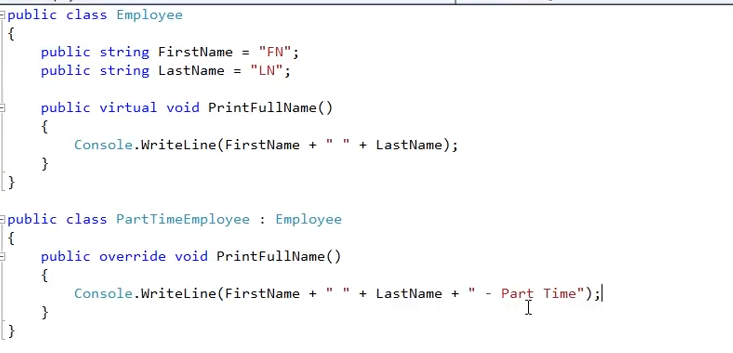 public class Employee
{
    public string FirstName = "FN";
    public string LastName = "LN";
    public virtual void PrintFullName()
    {
        Console.WriteLine(FirstName + " " + LastName);
    }
}
public class PartTimeEmployee : Employee
{
    public override void PrintFullName()
    {
        Console.WriteLine(FirstName + " " + LastName + " - Part Time");
    }
}